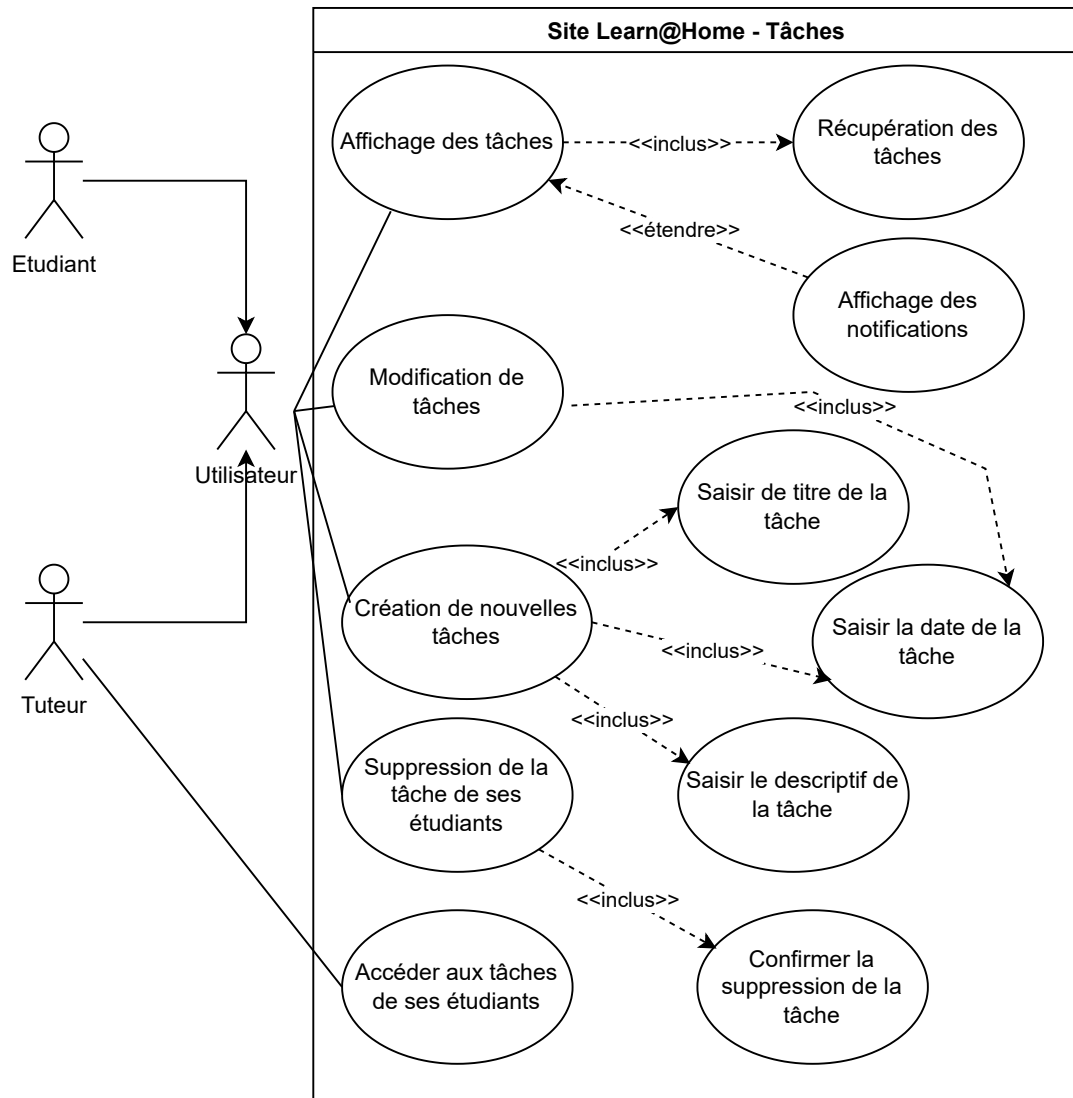 Site Learn@Home - Tâches
Affichage des tâches
<<inclus>>
Récupération des
tâches
<<étendre>>
Affichage des
notifications
Etudiant
Utilisateur
Modification de
tâches
<<inclus>>
Saisir de titre de la
tâche
<<inclus>>
Création de nouvelles
tâches
<<inclus>>
Saisir la date de la
tâche
Tuteur
<<inclus>>
Suppression de la
tâche de ses
étudiants
Saisir le descriptif de
la tâche
<<inclus>>
Accéder aux tâches
de ses étudiants
Confirmer la
suppression de la
tâche